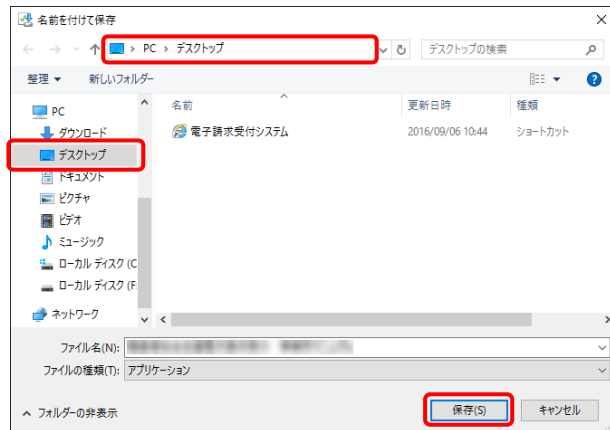 名前を付けて保存
PC › デスクトップ
デスクトップの検索
整理 新しいフォルダー
名前 更新日時 種類
PC
ダウンロード
デスクトップ
ドキュメント
ピクチャ
ビデオ
ミュージック
ローカル ディスク (C
ローカル ディスク (F:
ネットワーク
電子請求受付システム 2016/09/06 10:44 ショートカット
ファイル名(N):
ファイルの種類(T): アプリケーション
フォルダーの非表示
保存(S) キャンセル